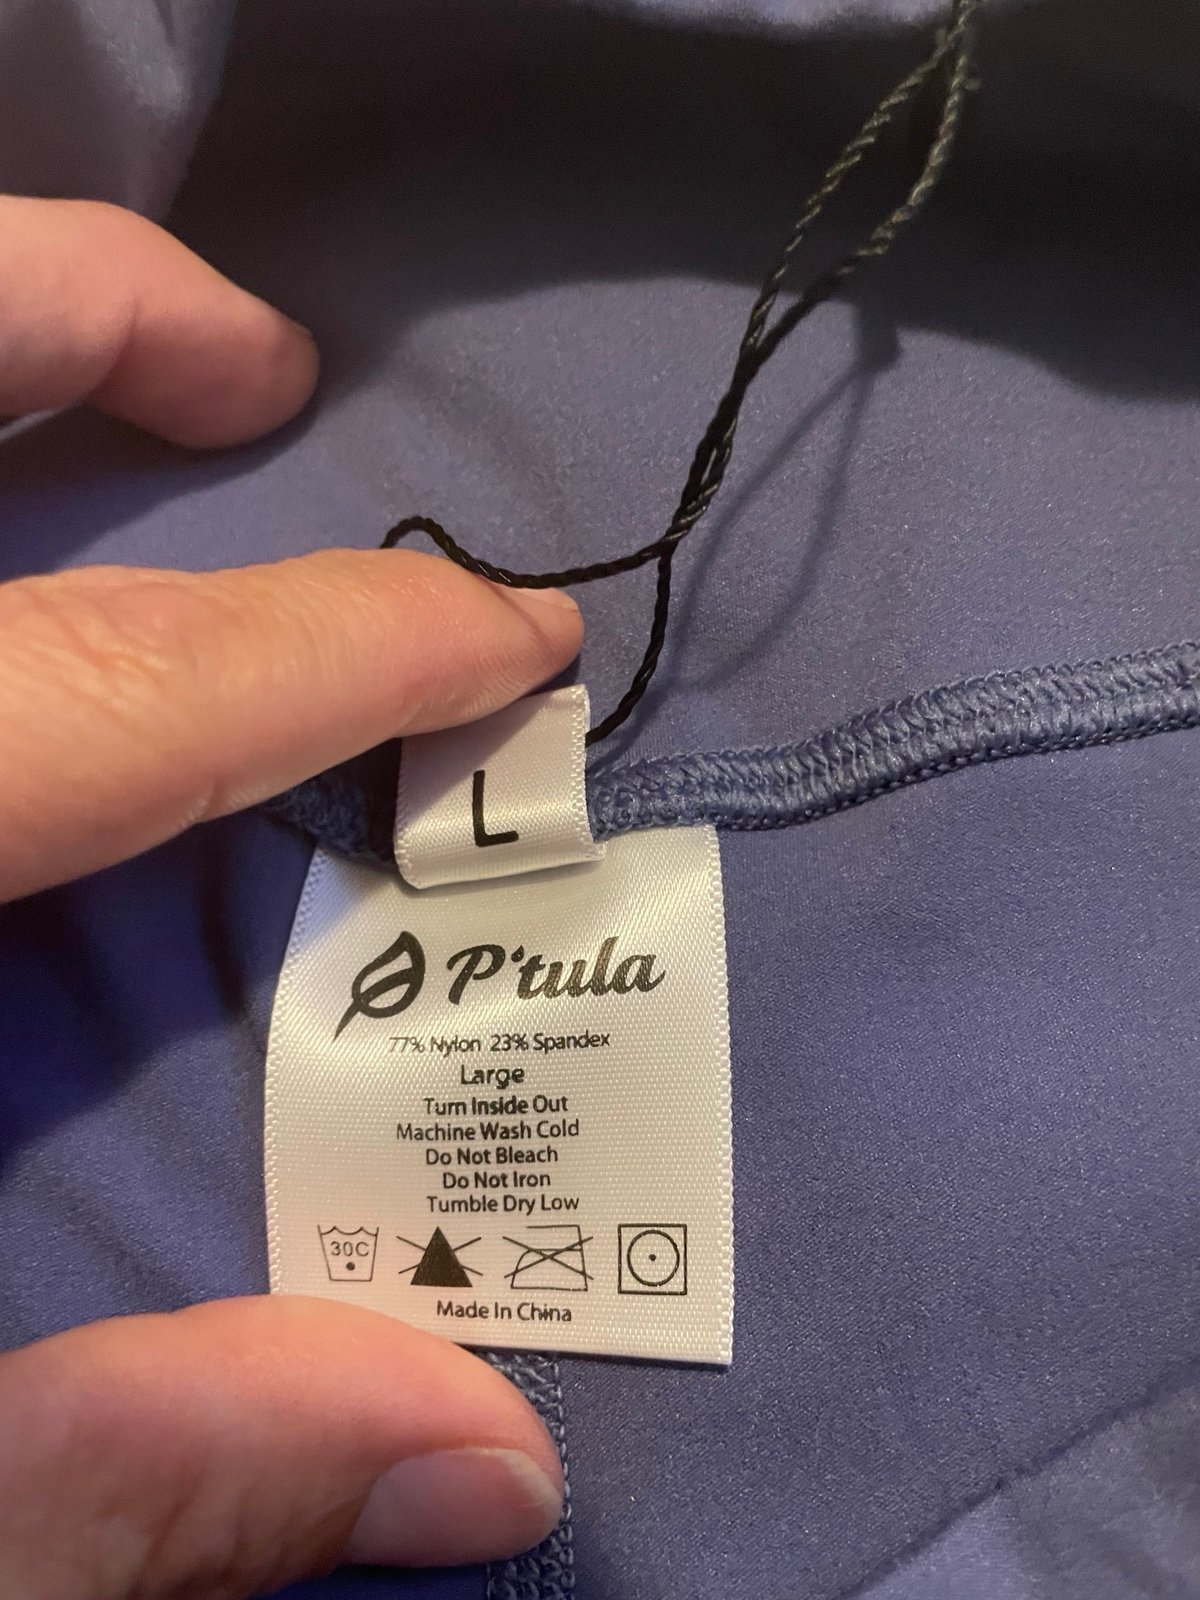 L
P'tula
77% Nylon 23% Spandex
Large
Turn Inside Out
Machine Wash Cold
Do Not Bleach
Do Not Iron
Tumble Dry Low
30C
Made In China